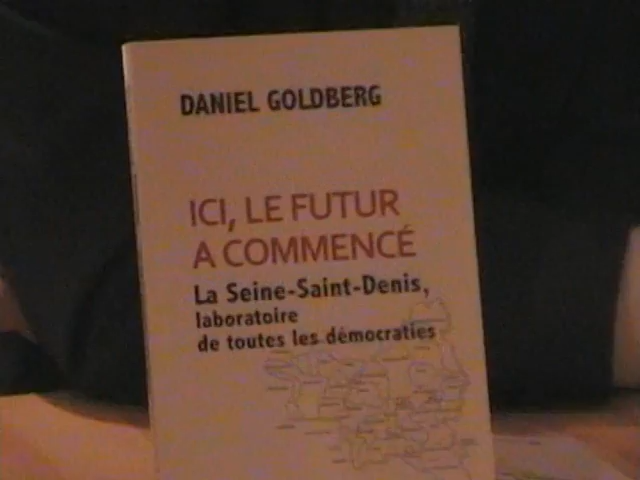 DANIEL GOLDBERG
ICI, LE FUTUR
A COMMENCÉ
La Seine-Saint-Denis,
laboratoire
de toutes les démocraties